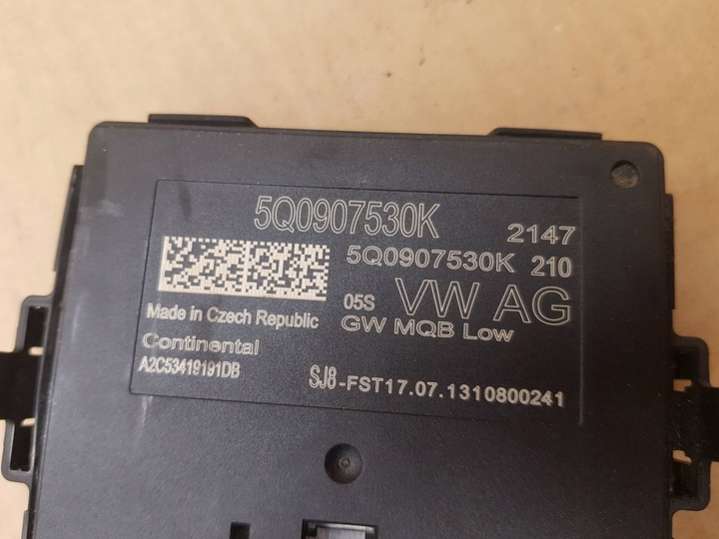 5Q0907530K
2147
5Q0907530K 210
05S VW AG
Made in Czech Republic
GW MQB Low
Continental
A2C53419191DB
SJ8-FST17.07.1310800241